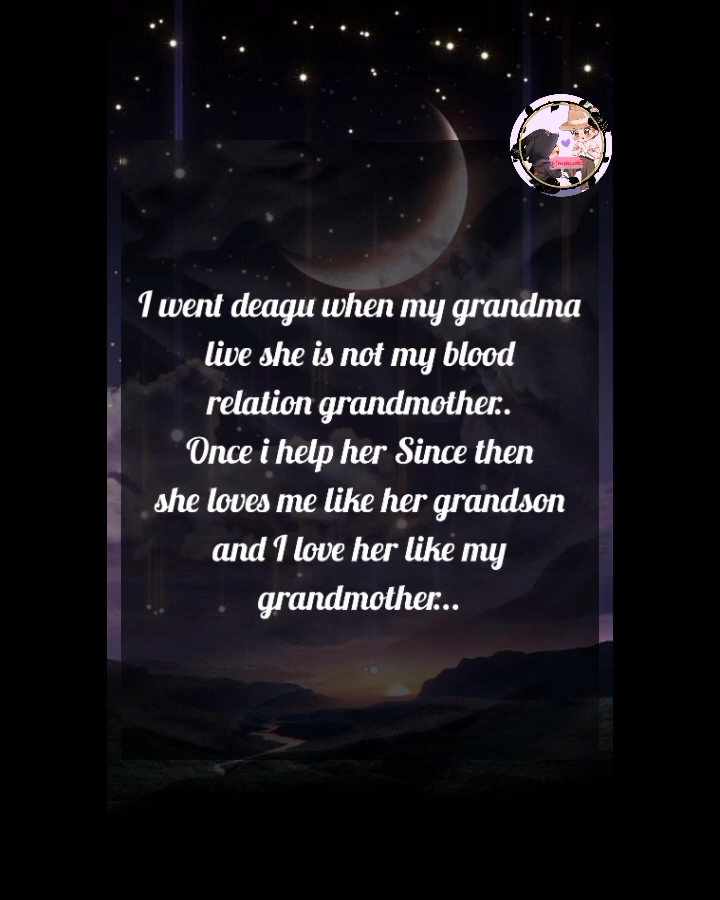 I went deagu when my grandma
live she is not my blood
relation grandmother..
Once i help her Since then
she loves me like her grandson
and I love her like my
grandmother...